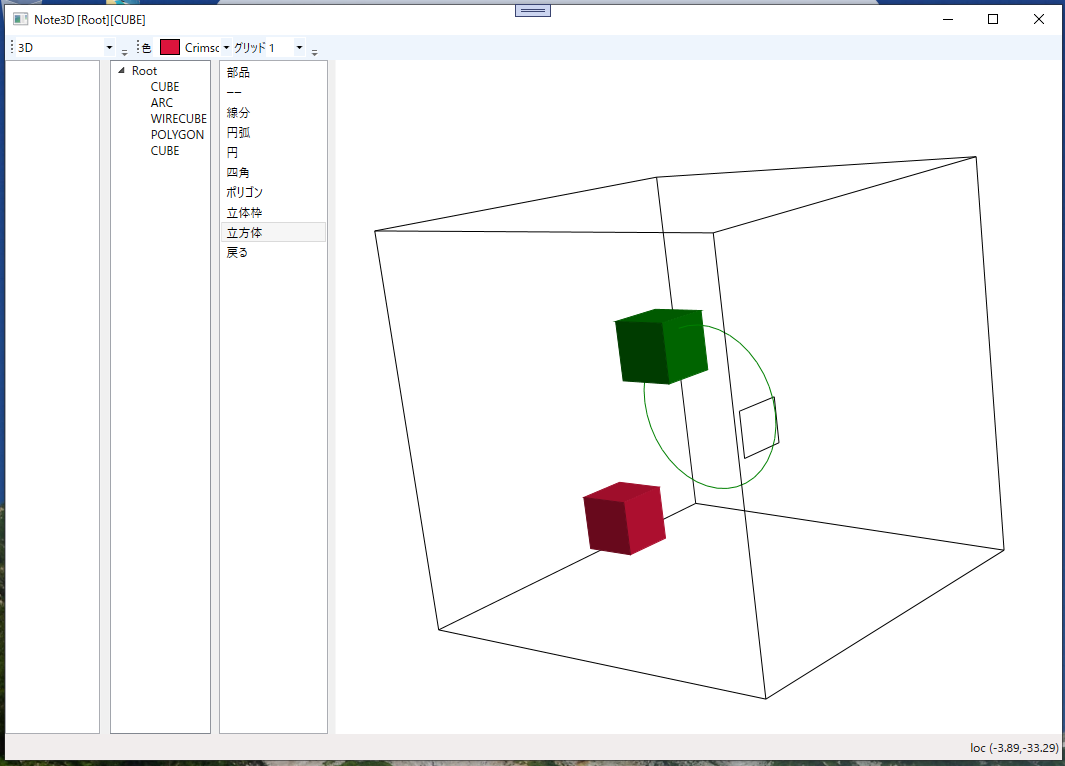 Note3D [Root][CUBE]
3D
色
Crimsc
グリッド 1
Root
CUBE
ARC
WIRECUBE
POLYGON
CUBE
部品
--
線分
円弧
円
四角
ポリゴン
立体枠
立方体
戻る
loc (-3.89,-33.29)